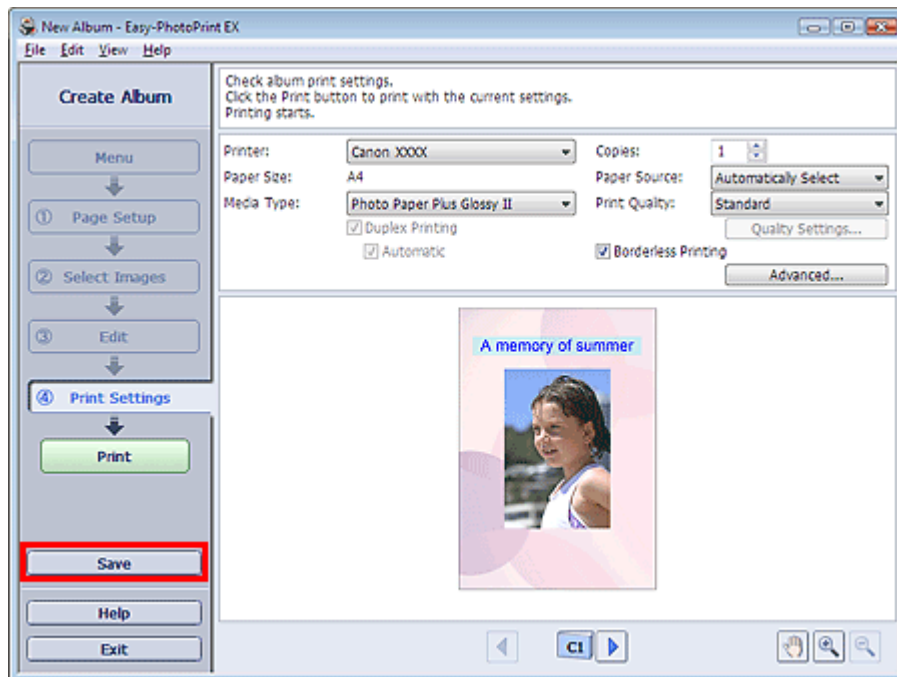 New Album - Easy-PhotoPrint EX
File Edit View Help
Create Album
Menu
① Page Setup
② Select Images
③ Edit
④ Print Settings
Print
Save
Help
Exit
Check album print settings.
Click the Print button to print with the current settings.
Printing starts.
Printer: Canon XXXX Copies: 1
Paper Size: A4 Paper Source: Automatically Select
Media Type: Photo Paper Plus Glossy II Print Quality: Standard
Duplex Printing Quality Settings...
Automatic Borderless Printing
Advanced...
A memory of summer
C1